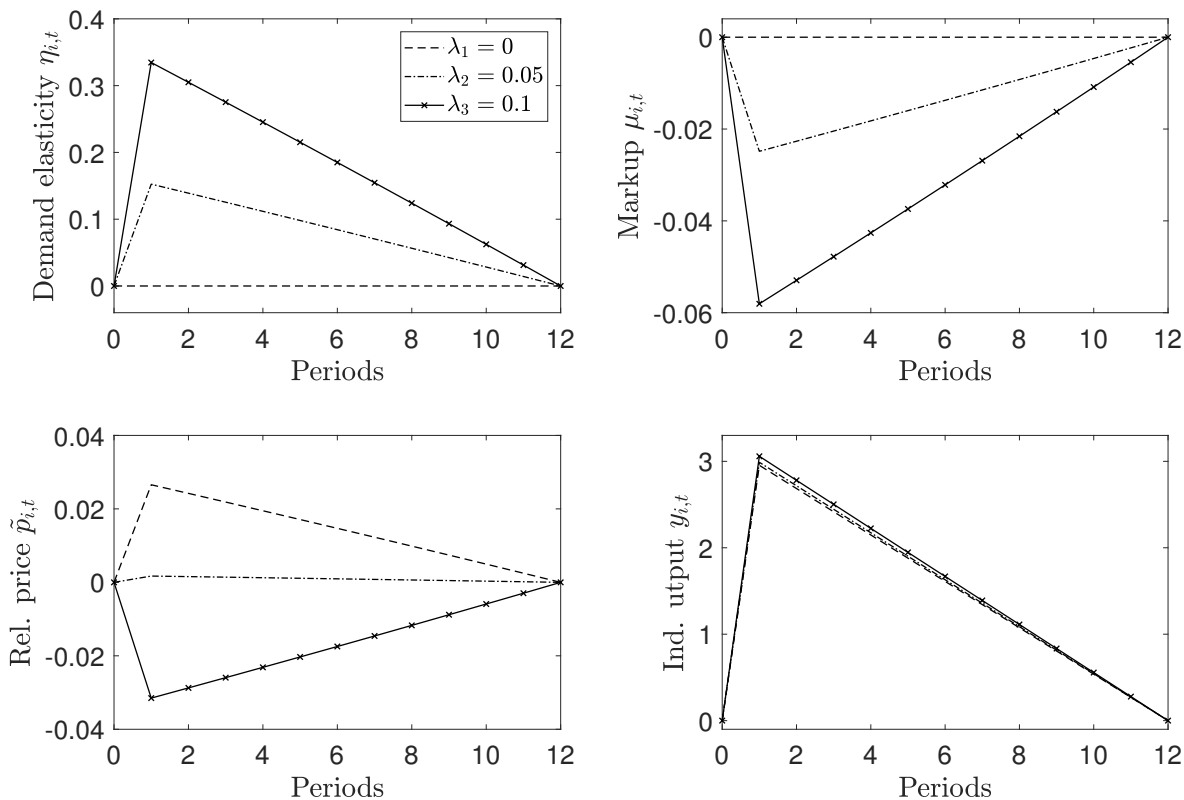 0.4
0.3
0.2
0.1
0
Demand elasticity η_{i,t}
λ₁ = 0
λ₂ = 0.05
λ₃ = 0.1
0 2 4 6 8 10 12
Periods
0
-0.02
-0.04
-0.06
Markup μ_{i,t}
0 2 4 6 8 10 12
Periods
0.04
0.02
0
-0.02
-0.04
Rel. price p̃_{i,t}
0 2 4 6 8 10 12
Periods
3
2
1
0
Ind. utput y_{i,t}
0 2 4 6 8 10 12
Periods